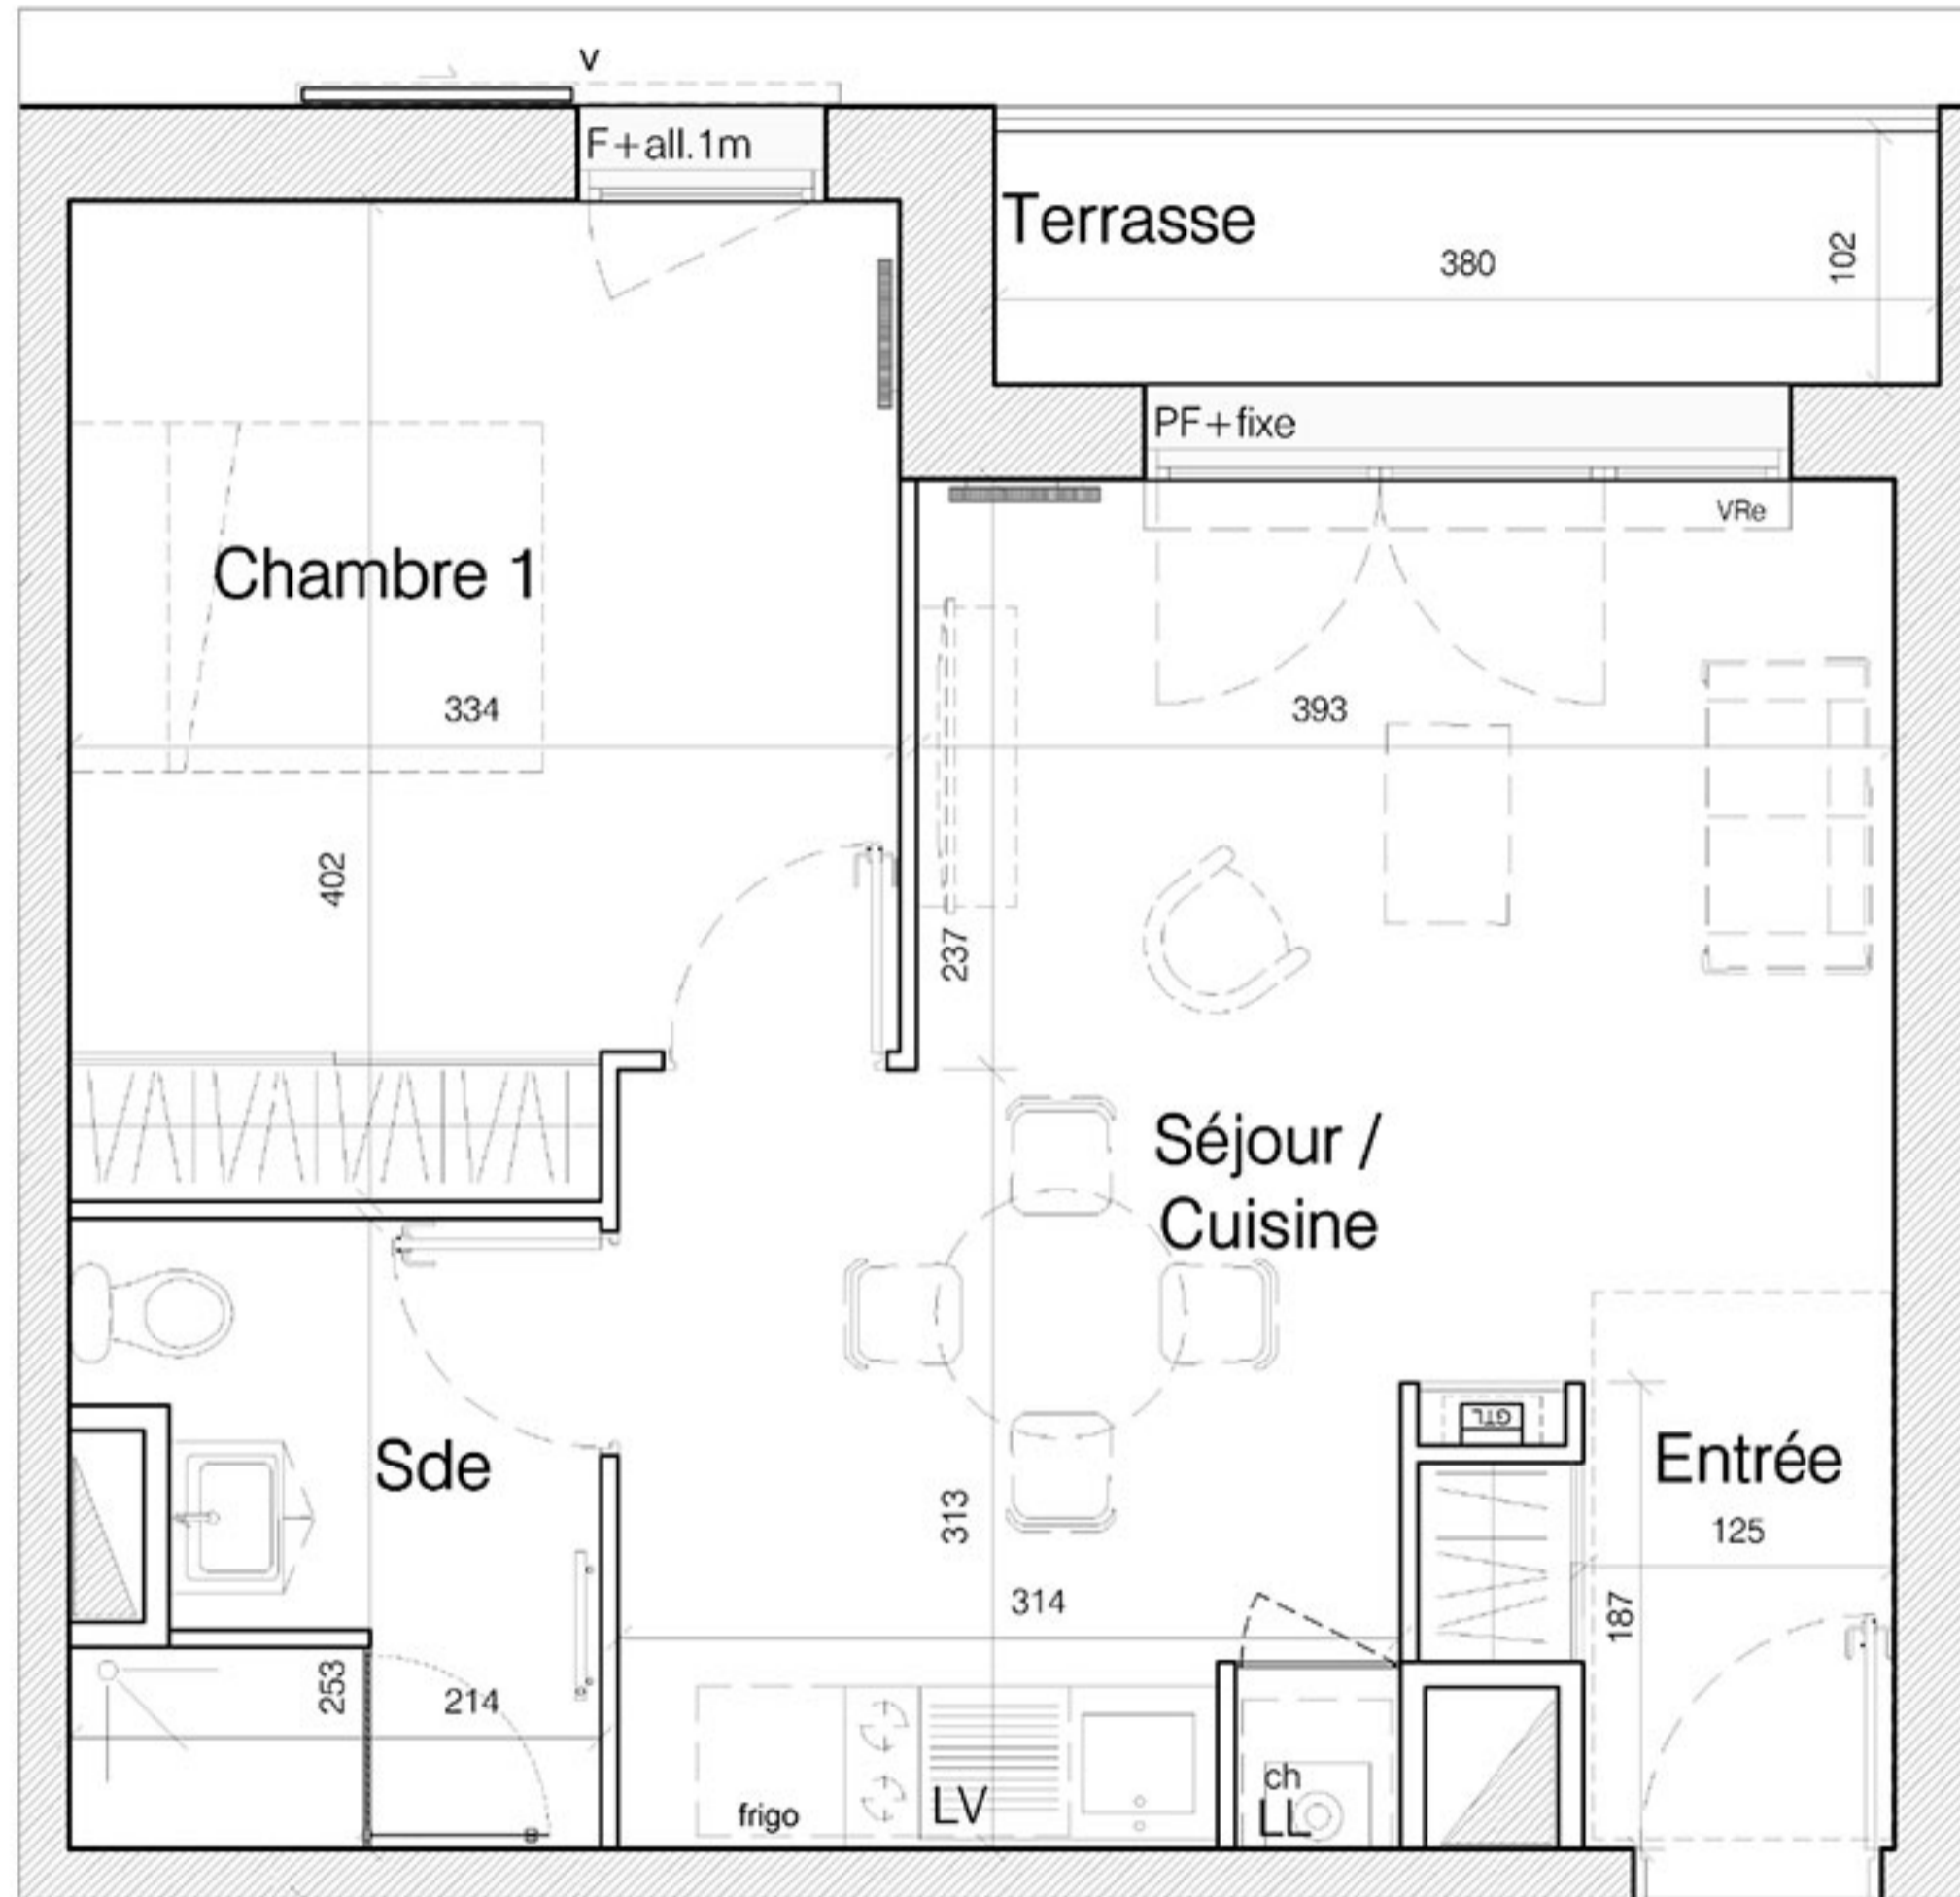 v
F+all.1m
Terrasse
380
102
PF+fixe
VRe
Chambre 1
334
393
402
237
Séjour /
Cuisine
GTL
Entrée
125
Sde
313
314
187
253
214
ch
LL
LV
frigo